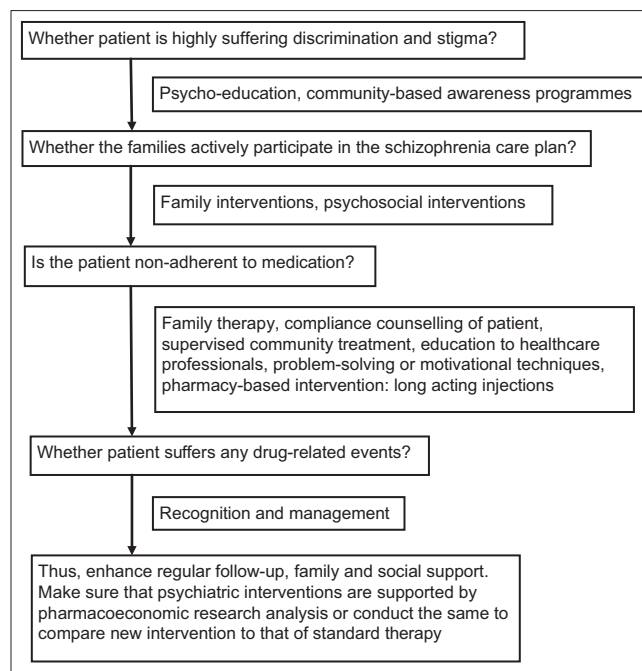 Whether patient is highly suffering discrimination and stigma?
Psycho-education, community-based awareness programmes
Whether the families actively participate in the schizophrenia care plan?
Family interventions, psychosocial interventions
Is the patient non-adherent to medication?
Family therapy, compliance counselling of patient,
supervised community treatment, education to healthcare
professionals, problem-solving or motivational techniques,
pharmacy-based intervention: long acting injections
Whether patient suffers any drug-related events?
Recognition and management
Thus, enhance regular follow-up, family and social support.
Make sure that psychiatric interventions are supported by
pharmacoeconomic research analysis or conduct the same to
compare new intervention to that of standard therapy